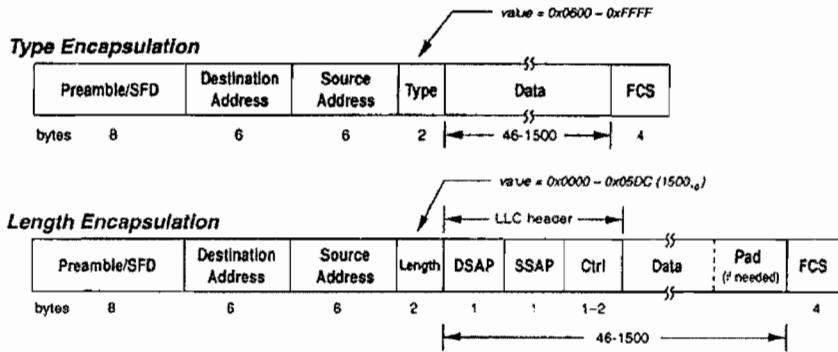 value = 0x0600 – 0xFFFF
Type Encapsulation
Preamble/SFD Destination Address Source Address Type Data FCS
bytes 8 6 6 2 46-1500 4
value = 0x0000 – 0x05DC (1500₁₀)
Length Encapsulation
LLC header
Preamble/SFD Destination Address Source Address Length DSAP SSAP Ctrl Data Pad (if needed) FCS
bytes 8 6 6 2 1 1 1-2 4
46-1500